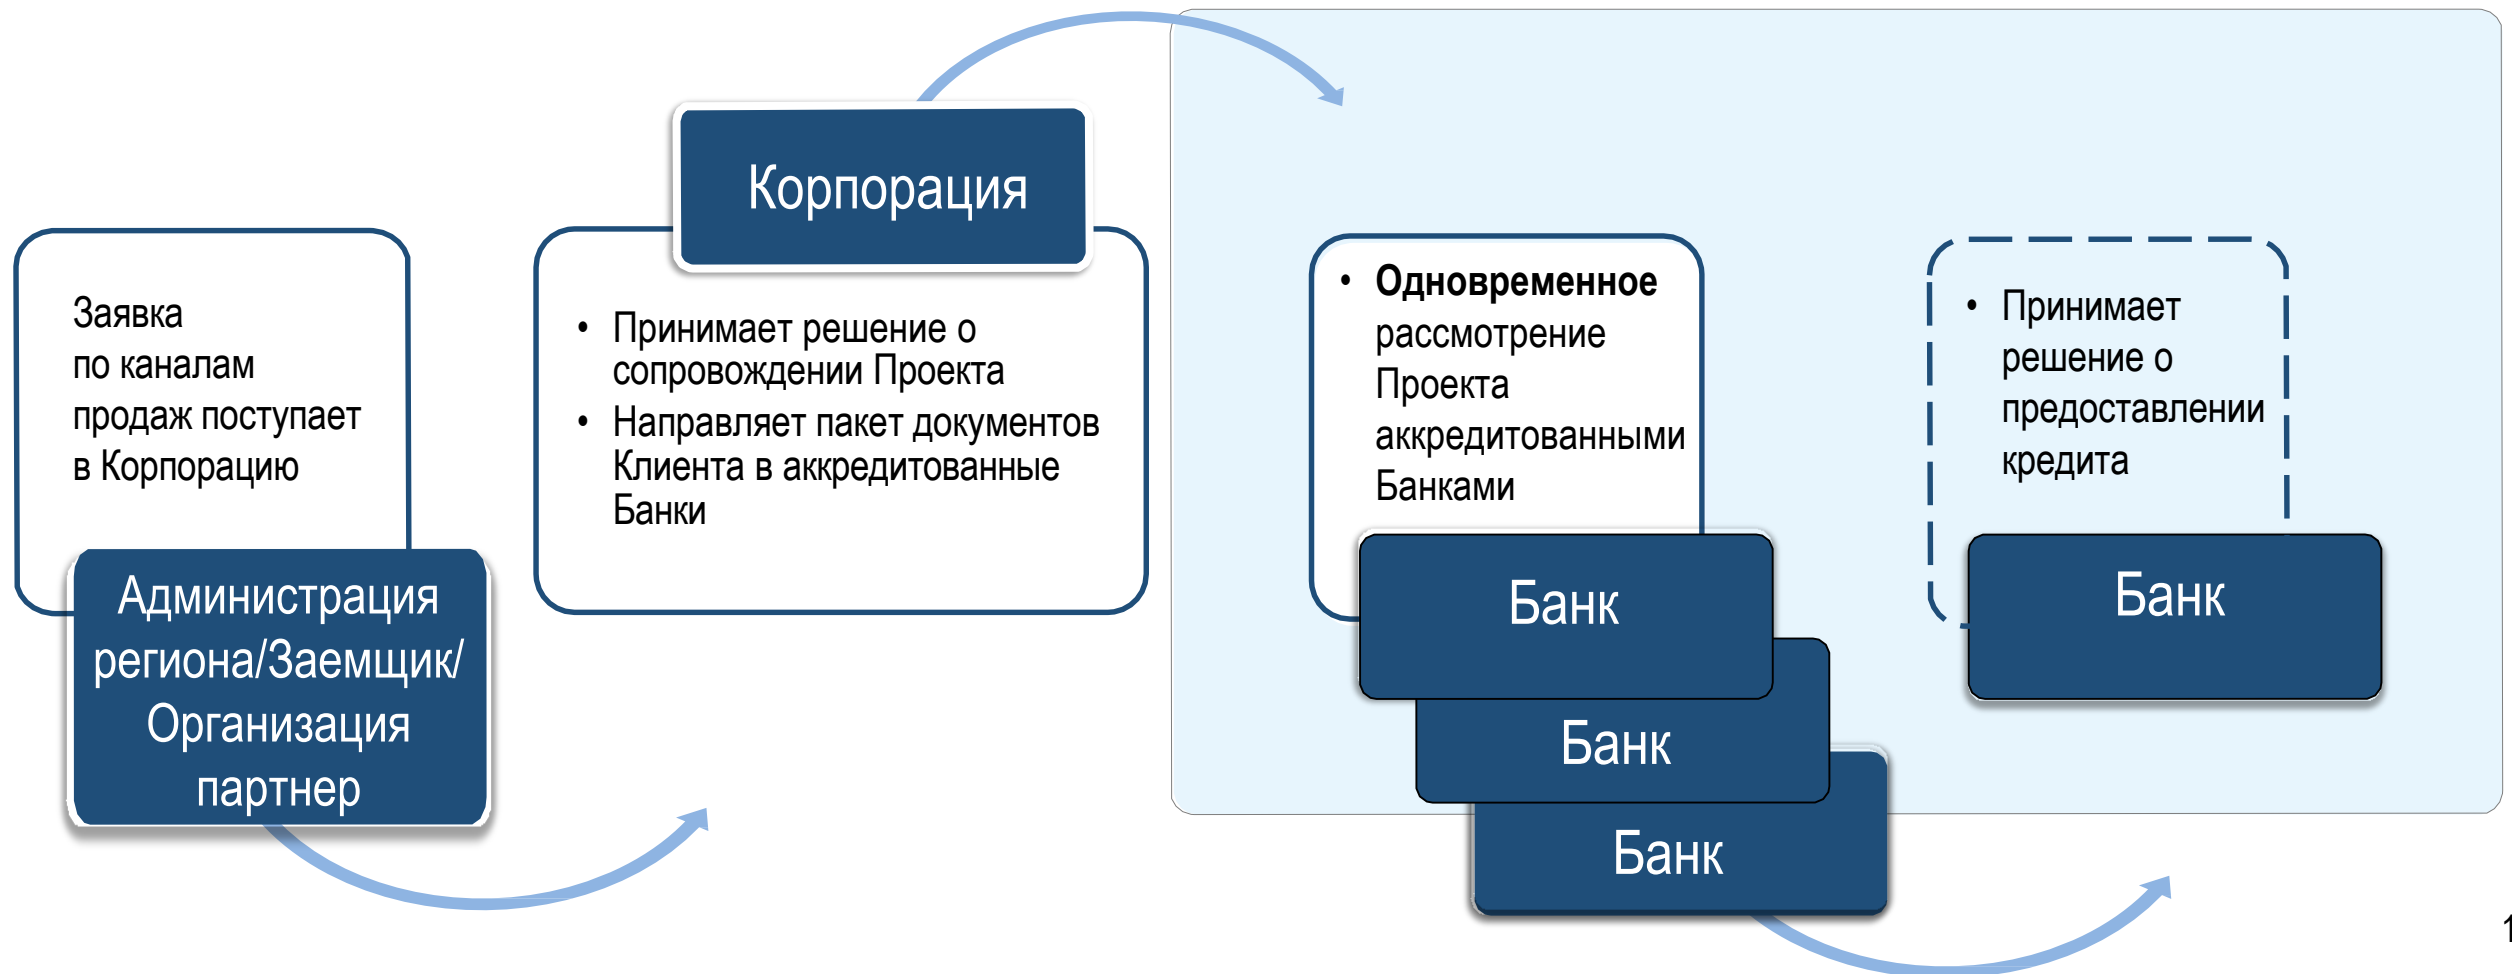 Заявка
по каналам
продаж поступает
в Корпорацию
Администрация
региона/Заемщик/
Организация
партнер
Корпорация
• Принимает решение о
сопровождении Проекта
• Направляет пакет документов
Клиента в аккредитованные
Банки
• Одновременное
рассмотрение
Проекта
аккредитованными
Банками
Банк
Банк
Банк
• Принимает
решение о
предоставлении
кредита
Банк
1